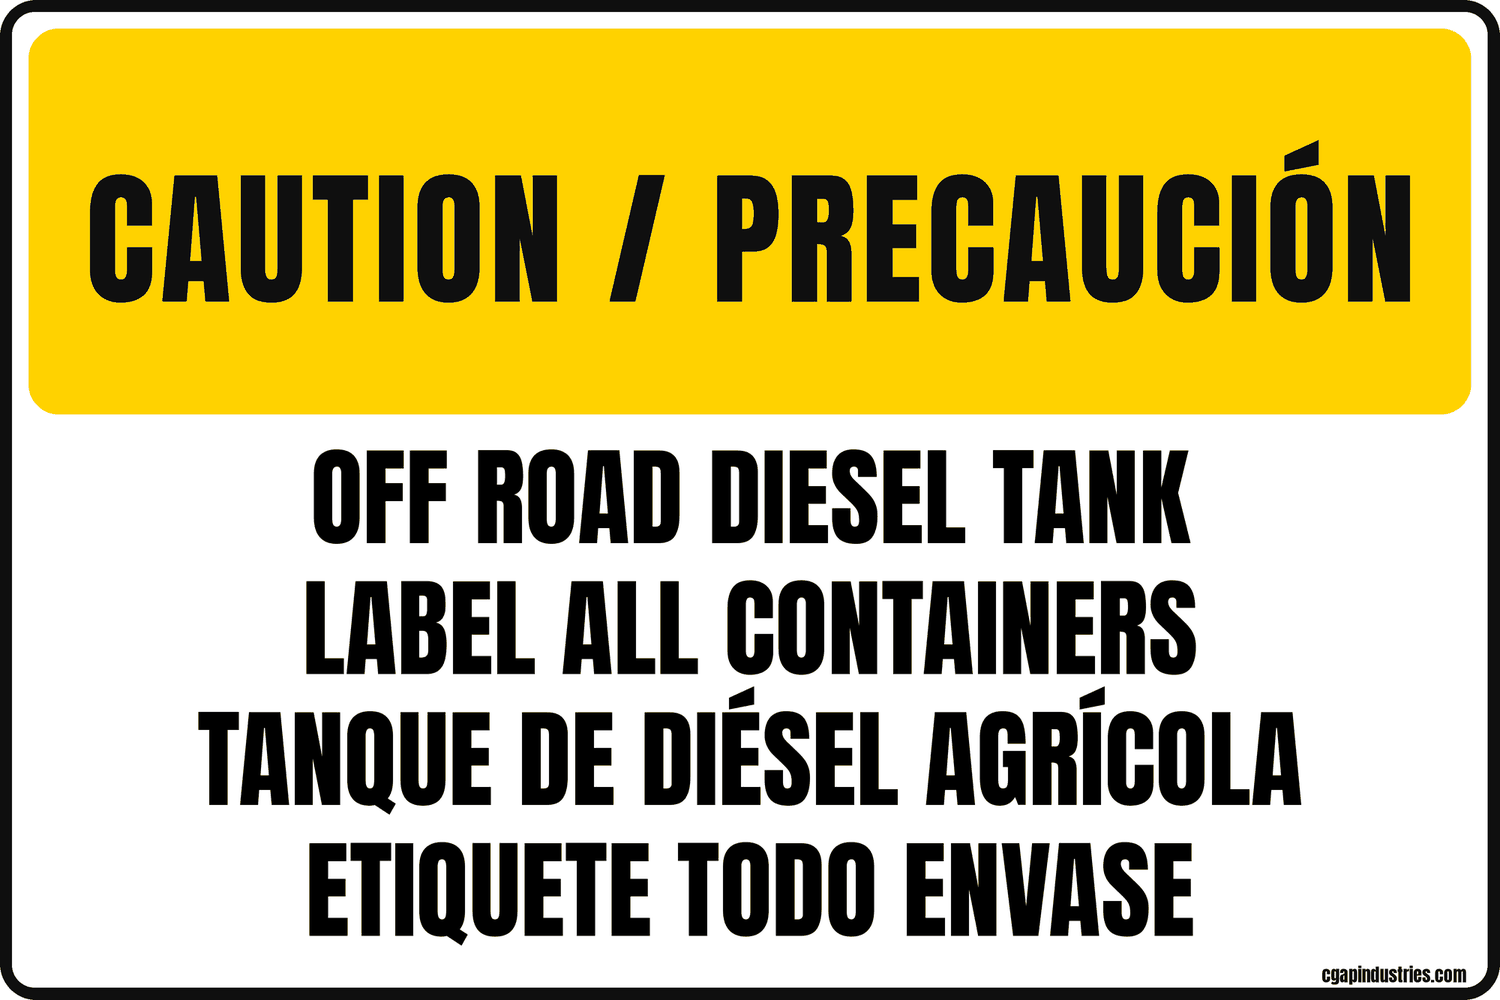 CAUTION / PRECAUCIÓN
OFF ROAD DIESEL TANK
LABEL ALL CONTAINERS
TANQUE DE DIÉSEL AGRÍCOLA
ETIQUETE TODO ENVASE
cgapindustries.com